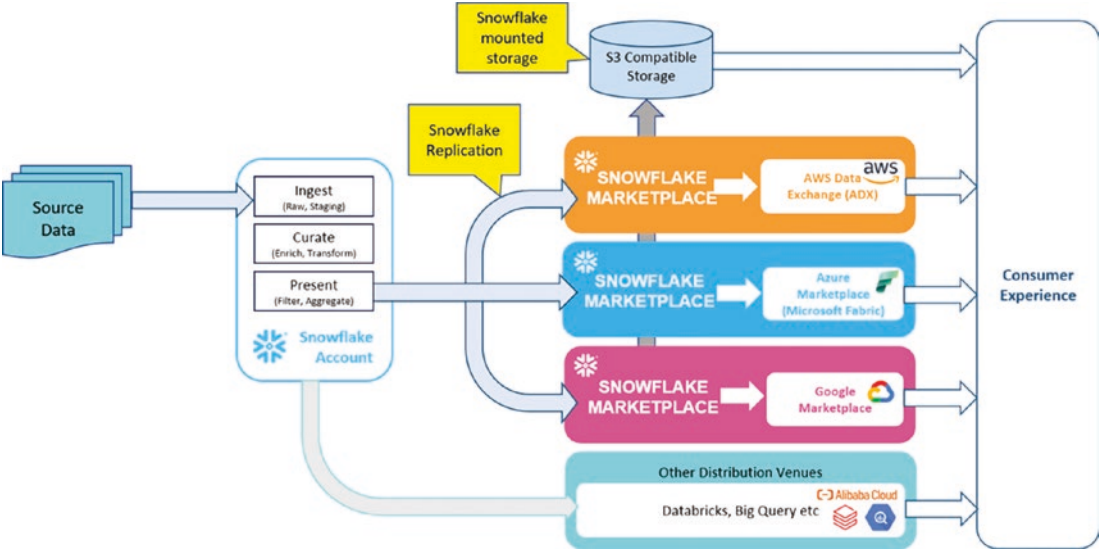 Snowflake
mounted
storage
S3 Compatible
Storage
Snowflake
Replication
Source
Data
Ingest
(Raw, Staging)
Curate
(Enrich, Transform)
Present
(Filter, Aggregate)
Snowflake
Account
SNOWFLAKE
MARKETPLACE
aws
AWS Data
Exchange (ADX)
SNOWFLAKE
MARKETPLACE
Azure
Marketplace
(Microsoft Fabric)
SNOWFLAKE
MARKETPLACE
Google
Marketplace
Other Distribution Venues
Databricks, Big Query etc
Alibaba Cloud
Consumer
Experience